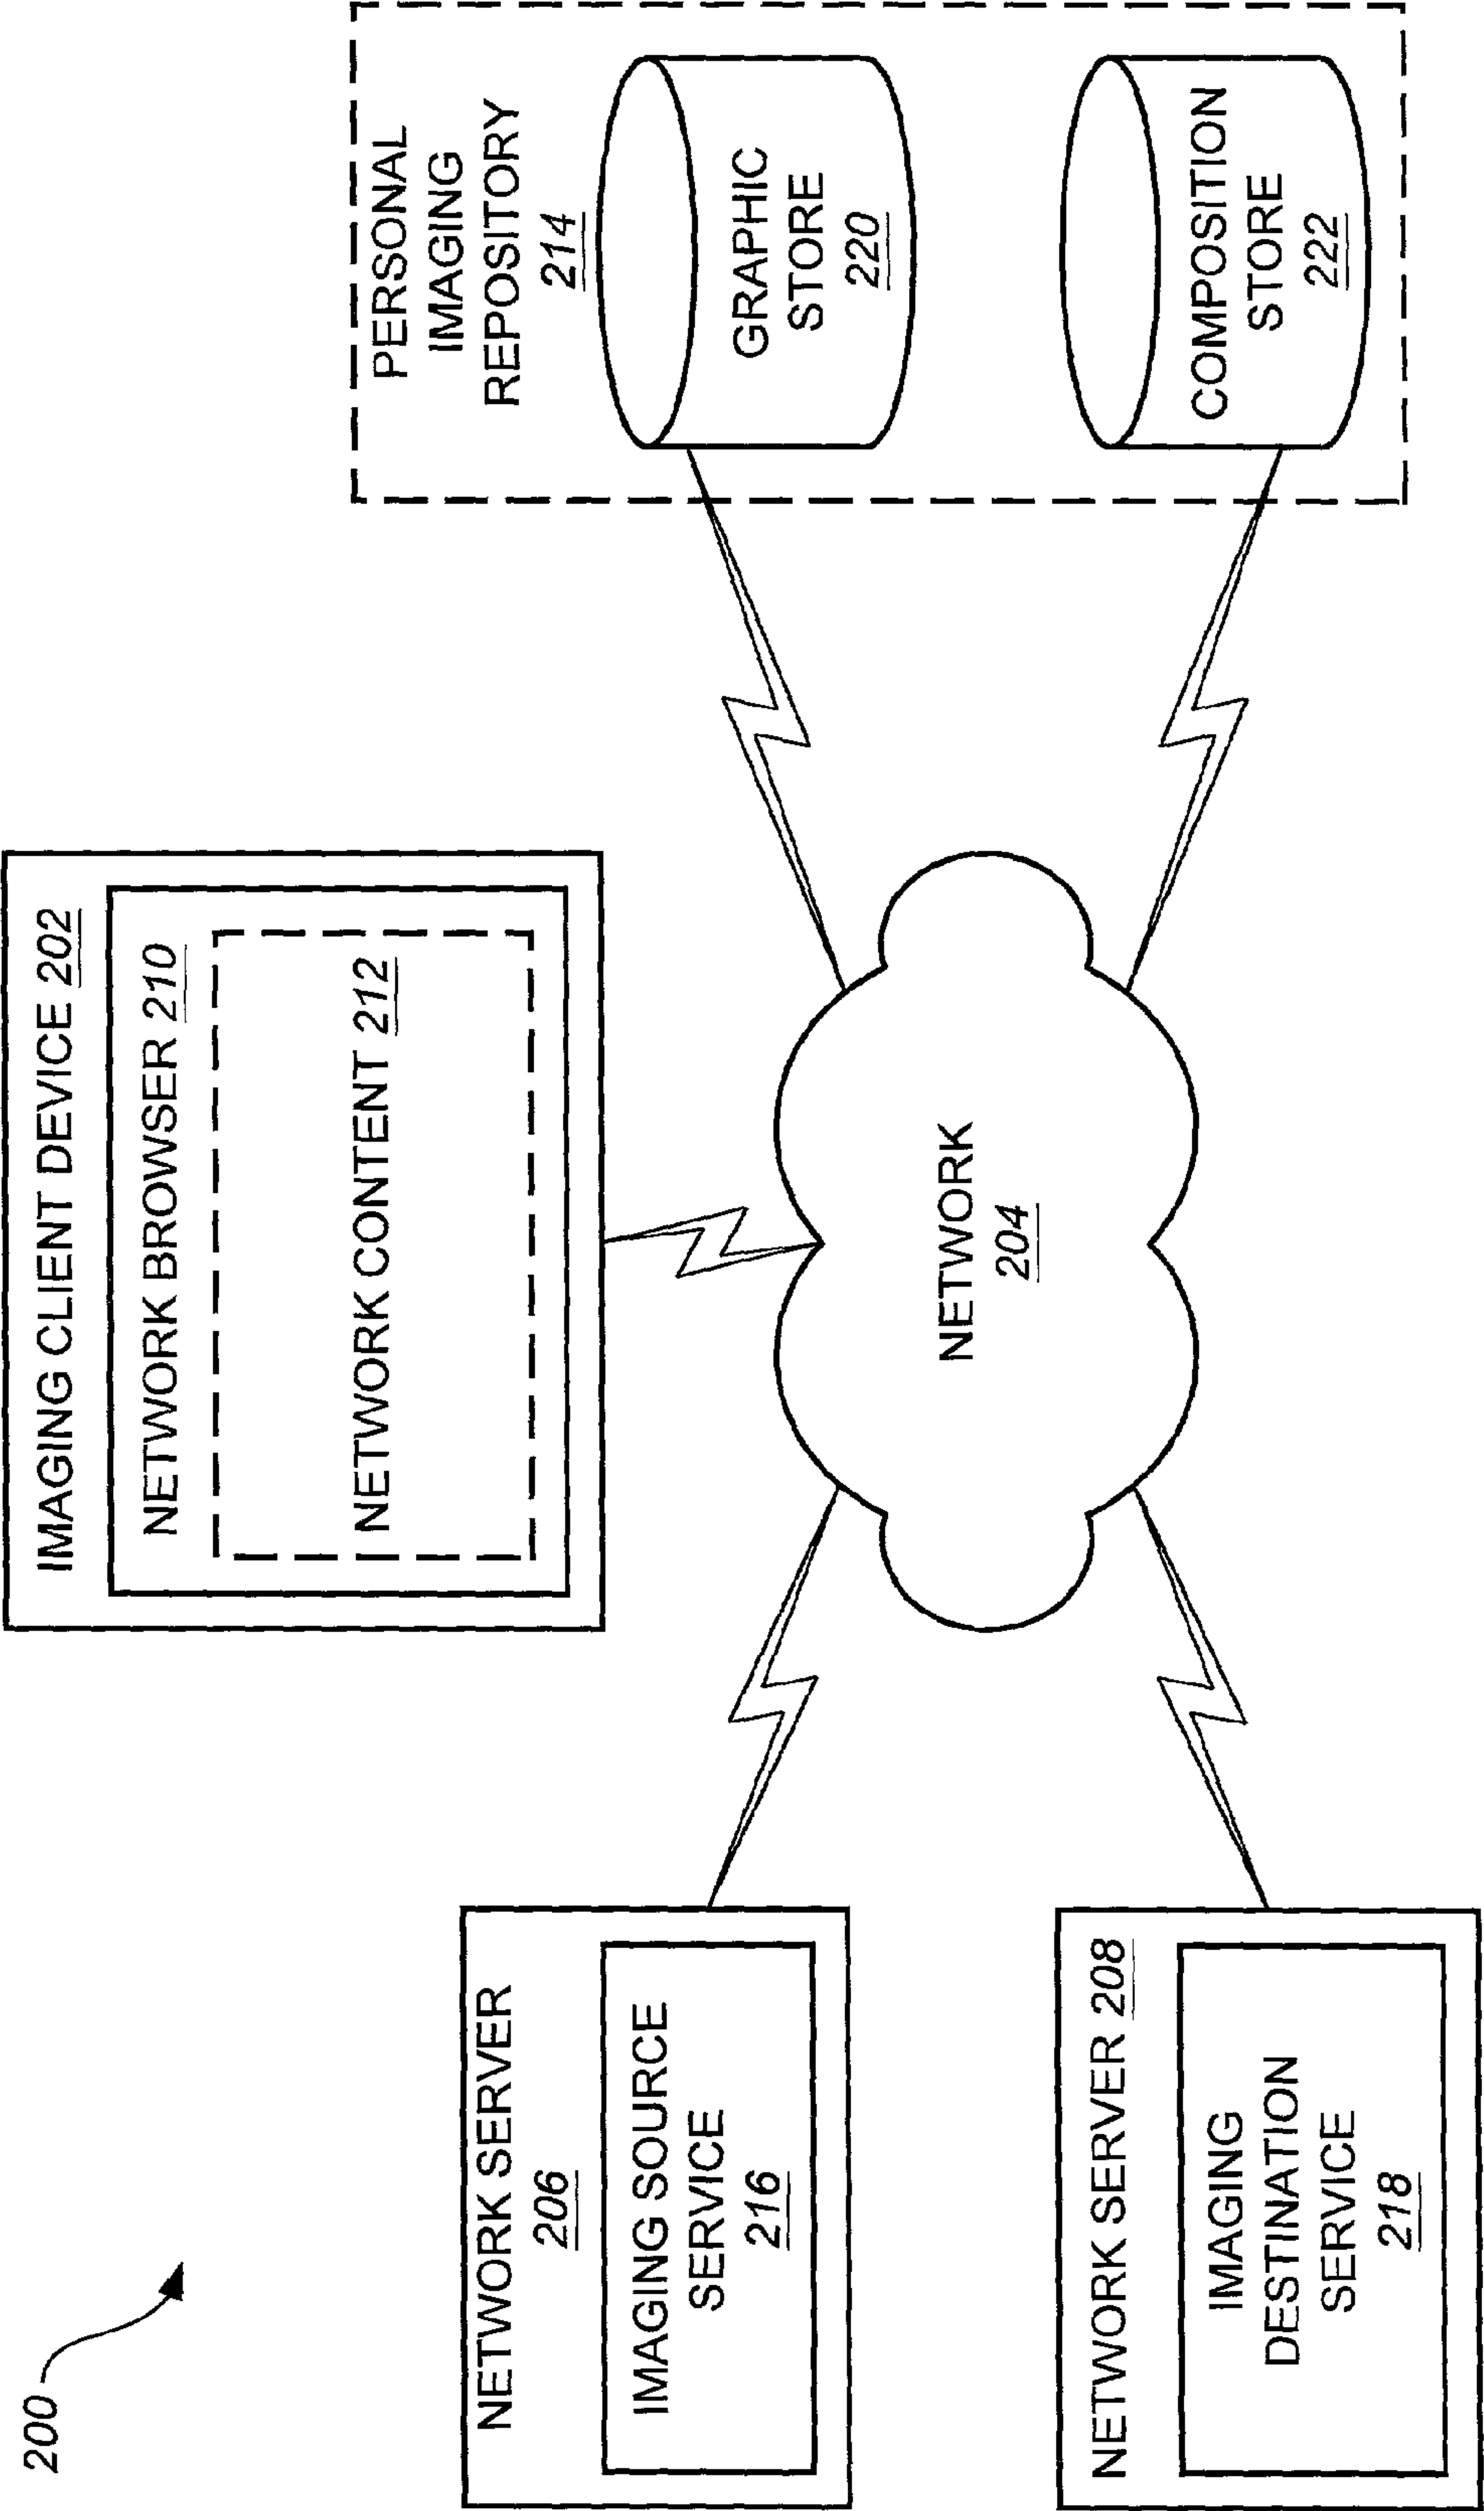 200
IMAGING CLIENT DEVICE 202
NETWORK BROWSER 210
NETWORK CONTENT 212
PERSONAL
IMAGING
REPOSITORY
214
GRAPHIC
STORE
220
COMPOSITION
STORE
222
NETWORK SERVER
206
IMAGING SOURCE
SERVICE
216
NETWORK
204
NETWORK SERVER 208
IMAGING
DESTINATION
SERVICE
218